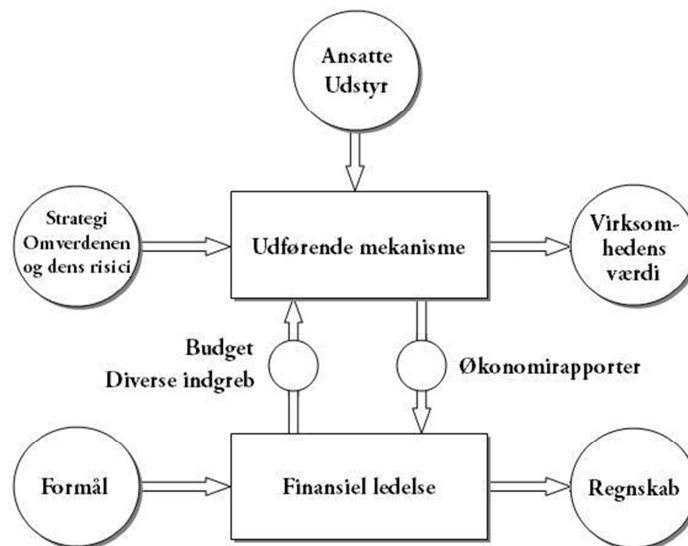 Ansatte
Udstyr
Strategi
Omverdenen
og dens risici
Udførende mekanisme
Virksom-
hedens
værdi
Budget
Diverse indgreb
Økonomirapporter
Formål
Finansiel ledelse
Regnskab